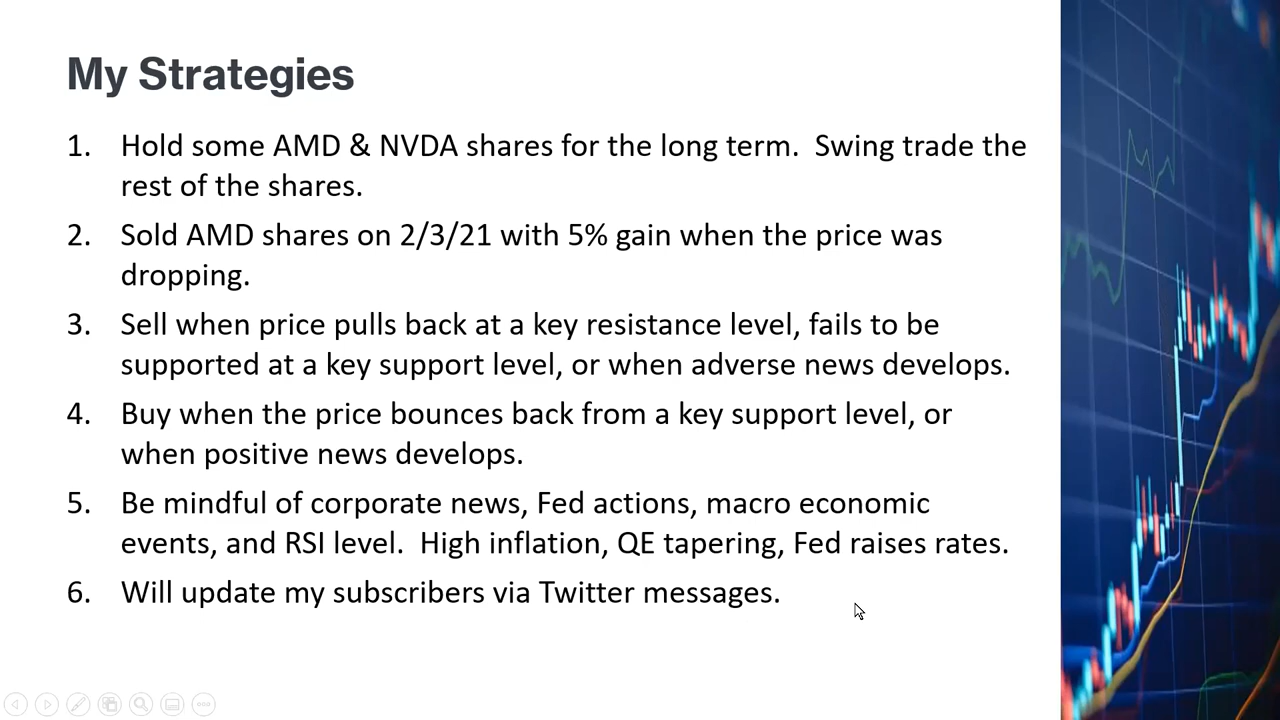 My Strategies
1. Hold some AMD & NVDA shares for the long term.  Swing trade the
rest of the shares.
2. Sold AMD shares on 2/3/21 with 5% gain when the price was
dropping.
3. Sell when price pulls back at a key resistance level, fails to be
supported at a key support level, or when adverse news develops.
4. Buy when the price bounces back from a key support level, or
when positive news develops.
5. Be mindful of corporate news, Fed actions, macro economic
events, and RSI level.  High inflation, QE tapering, Fed raises rates.
6. Will update my subscribers via Twitter messages.